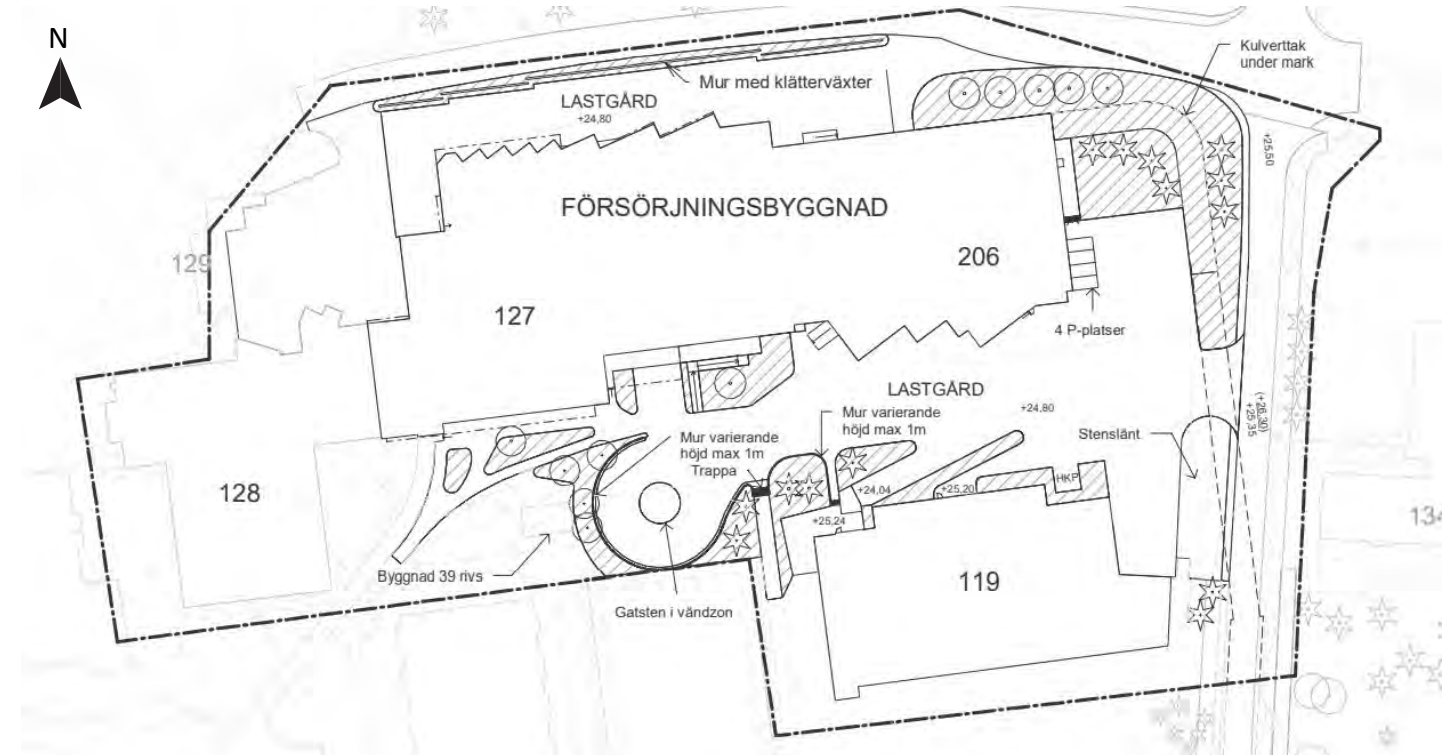 N
Kulverttak
under mark
Mur med klätterväxter
LASTGÅRD
+24,80
+25,50
FÖRSÖRJNINGSBYGGNAD
129
206
127
4 P-platser
LASTGÅRD
+24,80
(+26,30)
+25,35
Mur varierande
höjd max 1m
Mur varierande
höjd max 1m
Trappa
Stenslänt
128
+24,04
+25,20
HKP
134
+25,24
Byggnad 39 rivs
119
Gatsten i vändzon